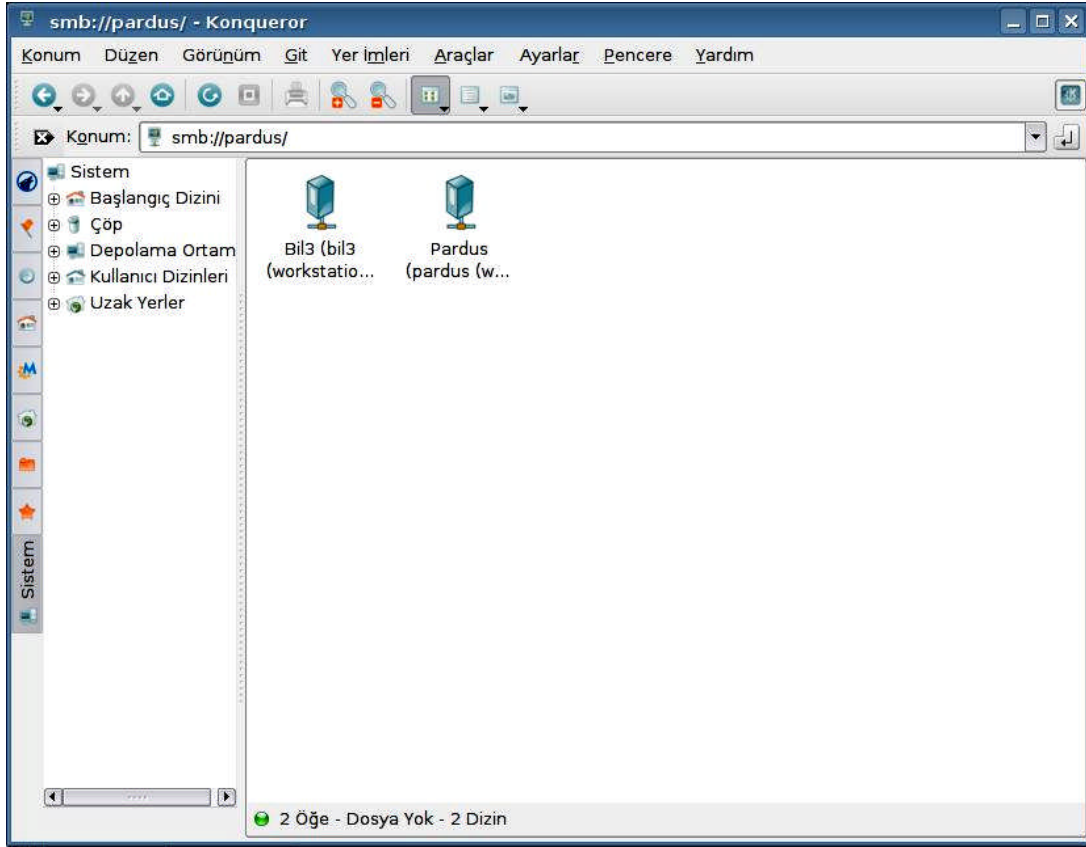 smb://pardus/ - Konqueror
Konum Düzen Görünüm Git Yer İmleri Araçlar Ayarlar Pencere Yardım
Konum: smb://pardus/
Sistem
Başlangıç Dizini
Çöp
Depolama Ortam
Kullanıcı Dizinleri
Uzak Yerler
Sistem
Bil3 (bil3
(workstatio...
Pardus
(pardus (w...
2 Öğe - Dosya Yok - 2 Dizin